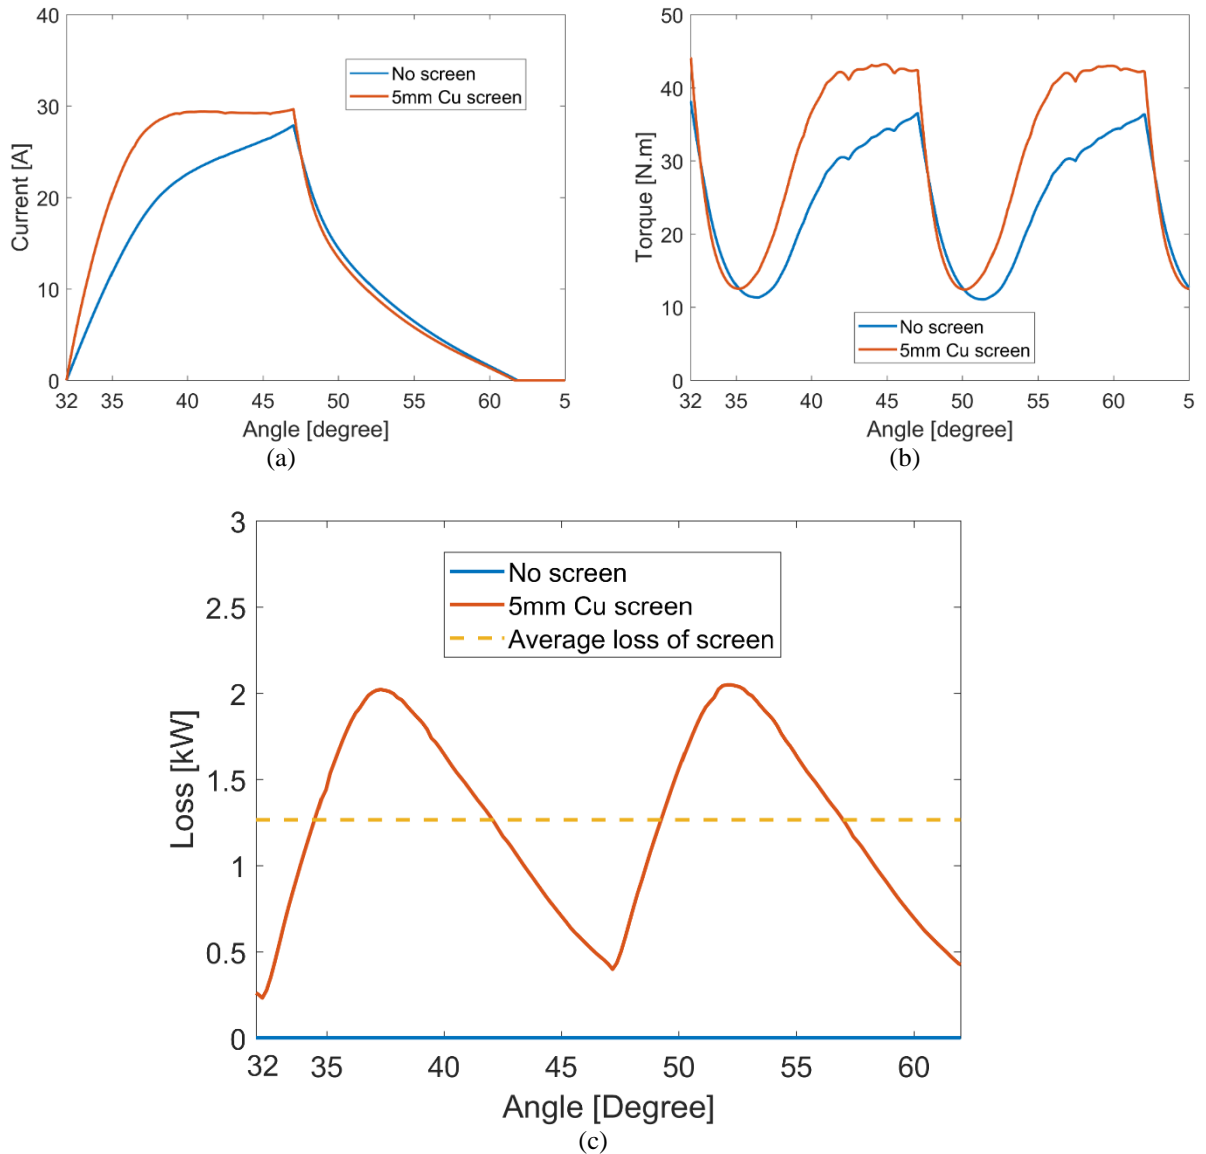 40
30
20
10
0
Current [A]
No screen
5mm Cu screen
32 35 40 45 50 55 60 5
Angle [degree]
(a)
50
40
30
20
10
0
Torque [N.m]
No screen
5mm Cu screen
32 35 40 45 50 55 60 5
Angle [degree]
(b)
3
2.5
2
1.5
1
0.5
0
Loss [kW]
No screen
5mm Cu screen
Average loss of screen
32 35 40 45 50 55 60
Angle [Degree]
(c)